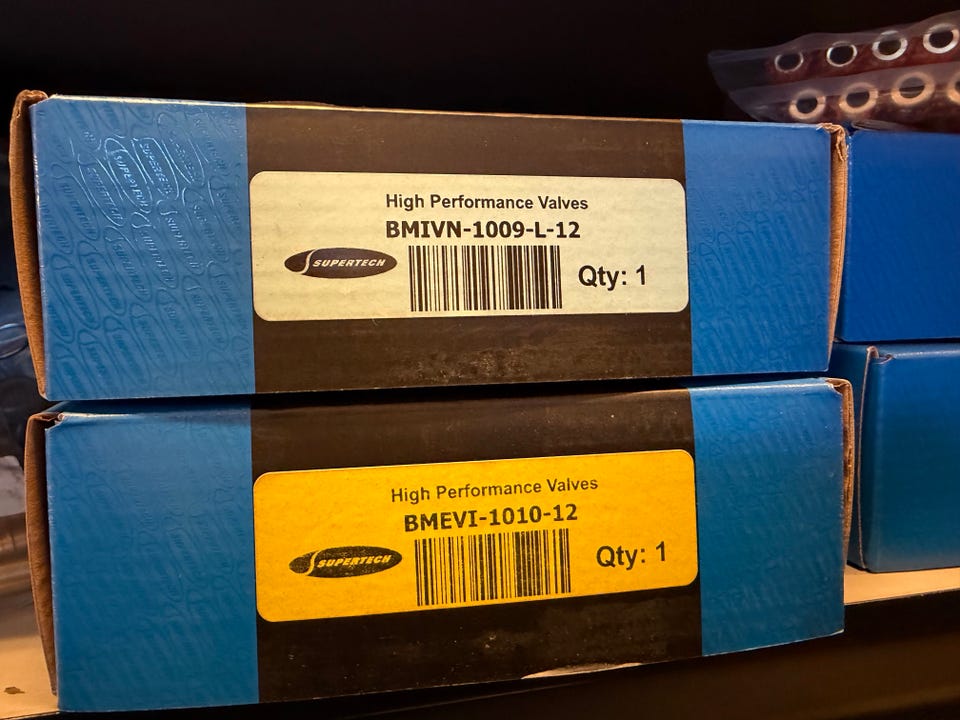 High Performance Valves
BMIVN-1009-L-12
SUPERTECH
Qty: 1
High Performance Valves
BMEVI-1010-12
SUPERTECH
Qty: 1